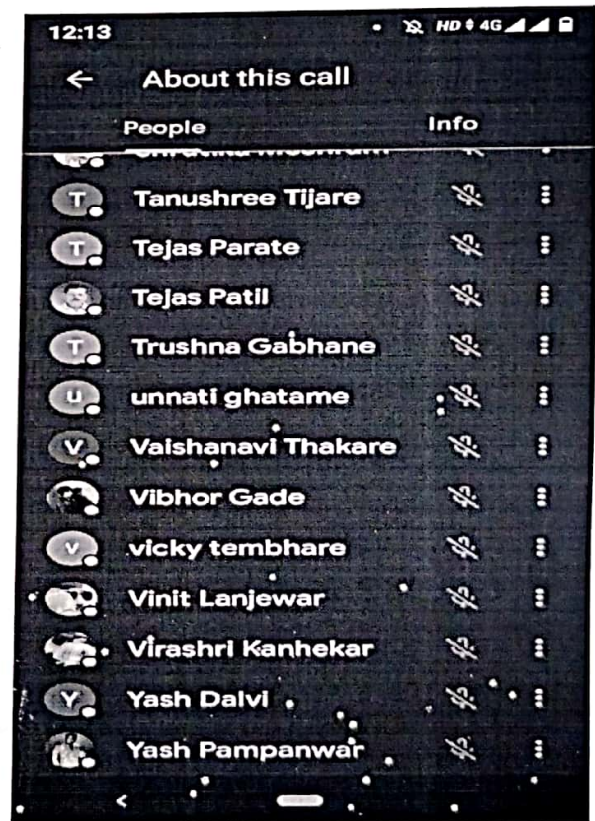 12:13 HD 4G
← About this call
People Info
T Tanushree Tijare
T Tejas Parate
Tejas Patil
T Trushna Gabhane
u unnati ghatame
V Vaishanavi Thakare
Vibhor Gade
v vicky tembhare
Vinit Lanjewar
Virashri Kanhekar
Y Yash Dalvi
Yash Pampanwar